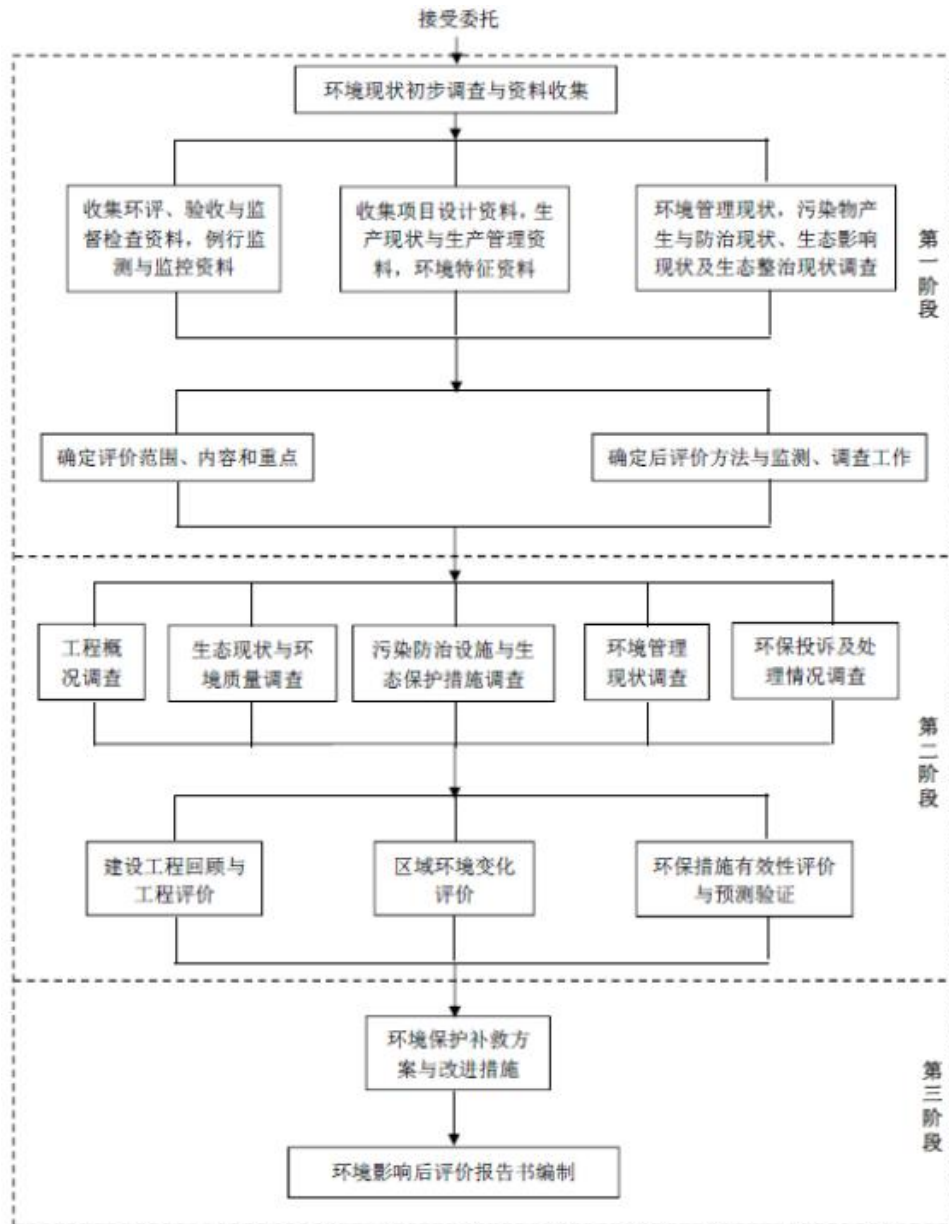 接受委托
环境现状初步调查与资料收集
收集环评、验收与监
督检查资料，例行监
测与监控资料
收集项目设计资料，生
产现状与生产管理资
料，环境特征资料
环境管理现状，污染物产
生与防治现状、生态影响
现状及生态整治现状调查
第
一
阶
段
确定评价范围、内容和重点
确定后评价方法与监测、调查工作
工程概
况调查
生态现状与环
境质量调查
污染防治设施与生
态保护措施调查
环境管理
现状调查
环保投诉及处
理情况调查
第
二
阶
段
建设工程回顾与
工程评价
区域环境变化
评价
环保措施有效性评价
与预测验证
环境保护补救方
案与改进措施
第
三
阶
段
环境影响后评价报告书编制